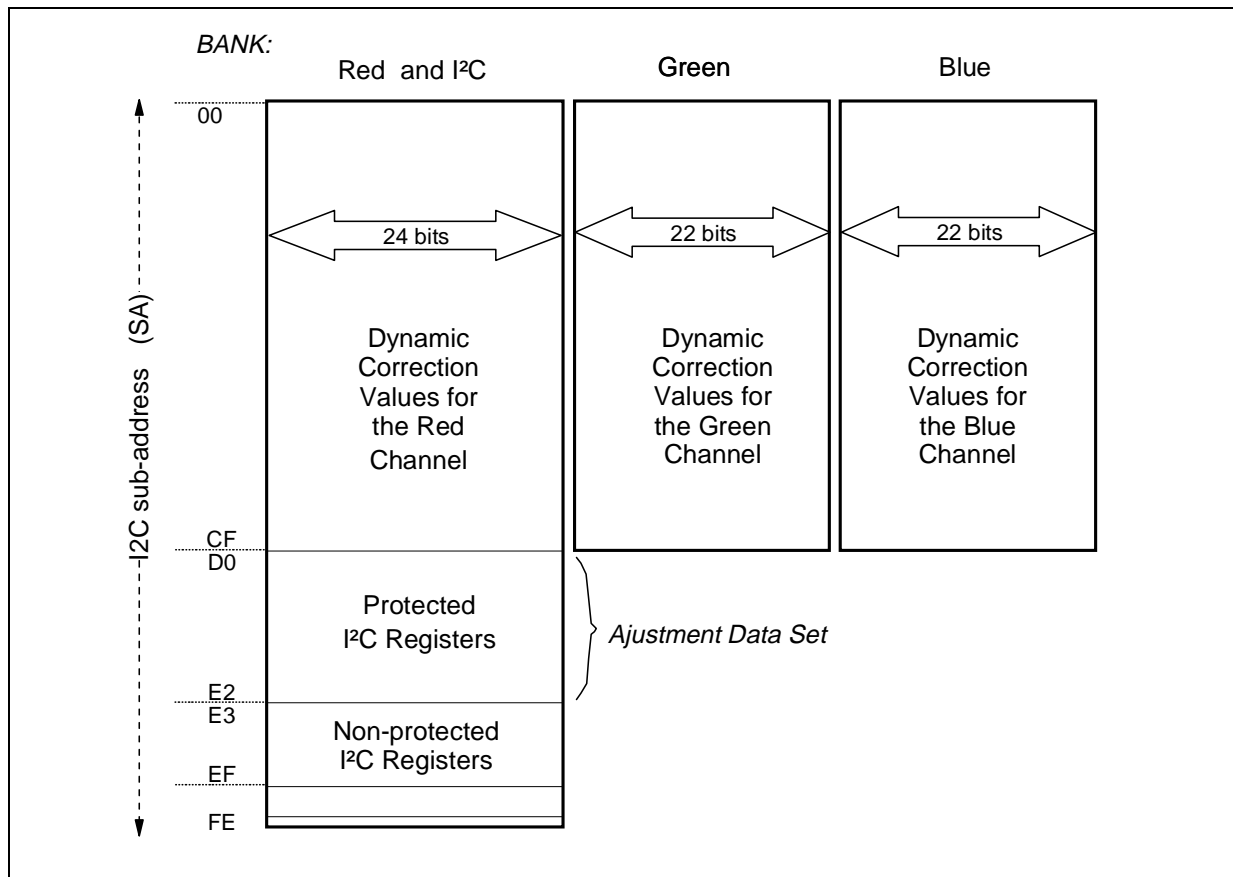 BANK:
Red and I²C
Green
Blue
00
24 bits
22 bits
22 bits
I2C sub-address (SA)
Dynamic
Correction
Values for
the Red
Channel
Dynamic
Correction
Values for
the Green
Channel
Dynamic
Correction
Values for
the Blue
Channel
CF
D0
Protected
I²C Registers
Ajustment Data Set
E2
E3
Non-protected
I²C Registers
EF
FE